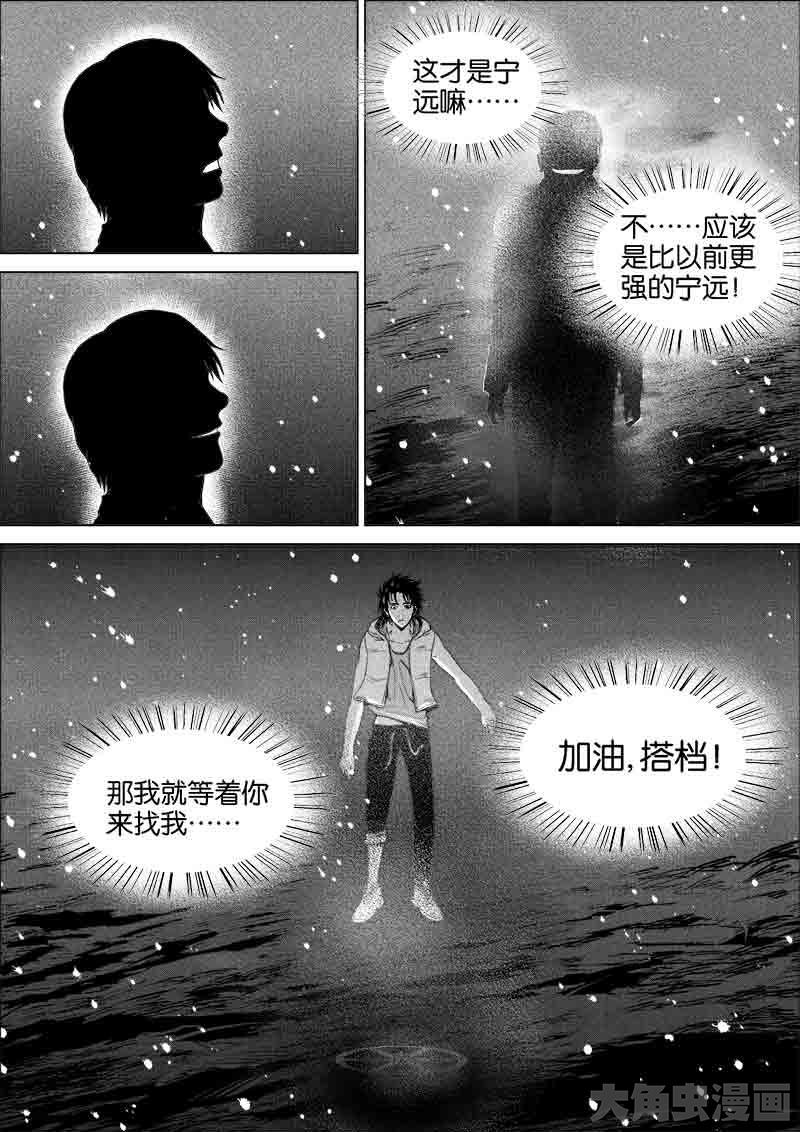 这才是宁
远嘛……
不……应该
是比以前更
强的宁远！
那我就等着你
来找我……
加油，搭档！
大角虫漫画